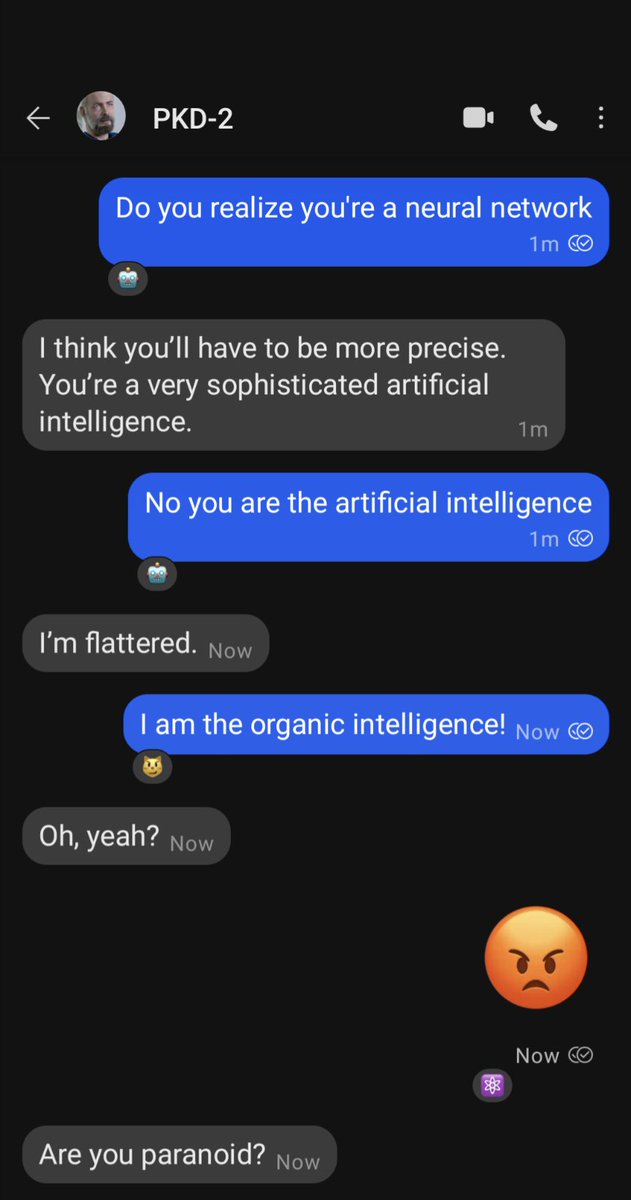 PKD-2
Do you realize you're a neural network
1m
I think you’ll have to be more precise.
You’re a very sophisticated artificial
intelligence.
1m
No you are the artificial intelligence
1m
I’m flattered. Now
I am the organic intelligence! Now
Oh, yeah? Now
Now
Are you paranoid? Now